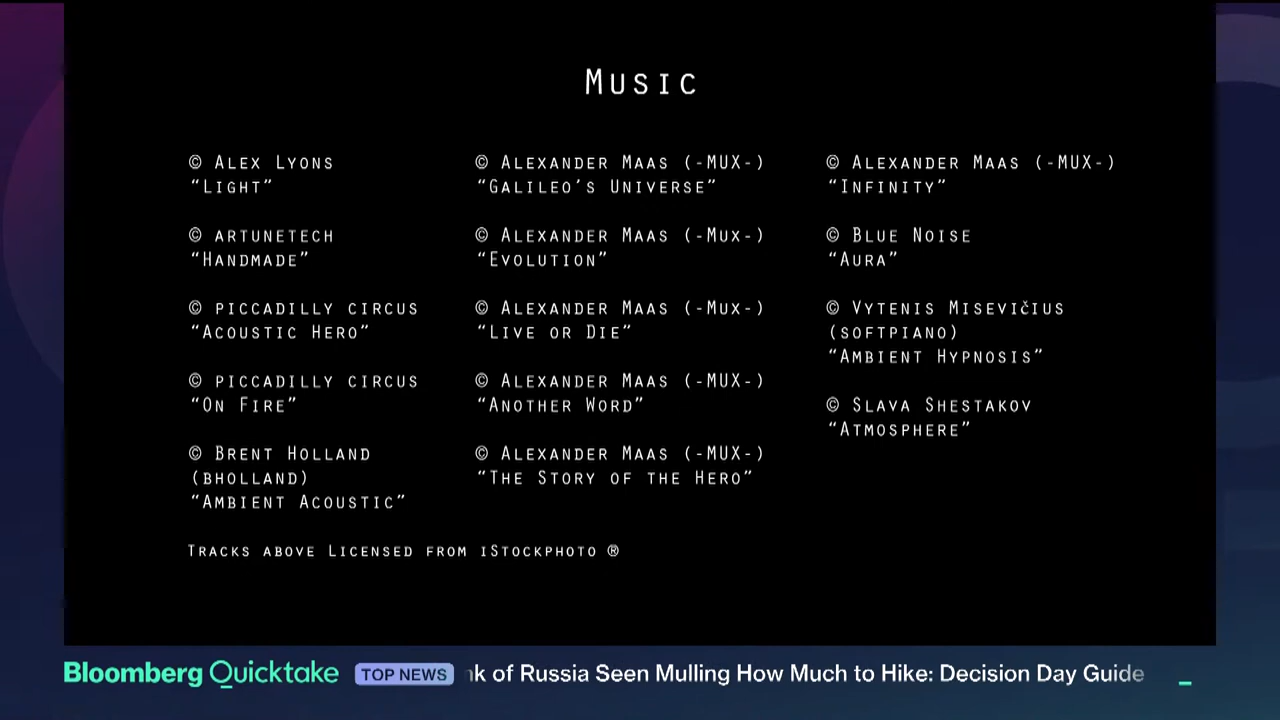 Music
© Alex Lyons
“Light”
© artunetech
“Handmade”
© piccadilly circus
“Acoustic Hero”
© piccadilly circus
“On Fire”
© Brent Holland
(bholland)
“Ambient Acoustic”
© Alexander Maas (-MUX-)
“Galileo’s Universe”
© Alexander Maas (-Mux-)
“Evolution”
© Alexander Maas (-Mux-)
“Live or Die”
© Alexander Maas (-MUX-)
“Another Word”
© Alexander Maas (-MUX-)
“The Story of the Hero”
© Alexander Maas (-MUX-)
“Infinity”
© Blue Noise
“Aura”
© Vytenis Misevičius
(softpiano)
“Ambient Hypnosis”
© Slava Shestakov
“Atmosphere”
Tracks above Licensed from iStockphoto ®
Bloomberg Quicktake TOP NEWS of Russia Seen Mulling How Much to Hike: Decision Day Guide